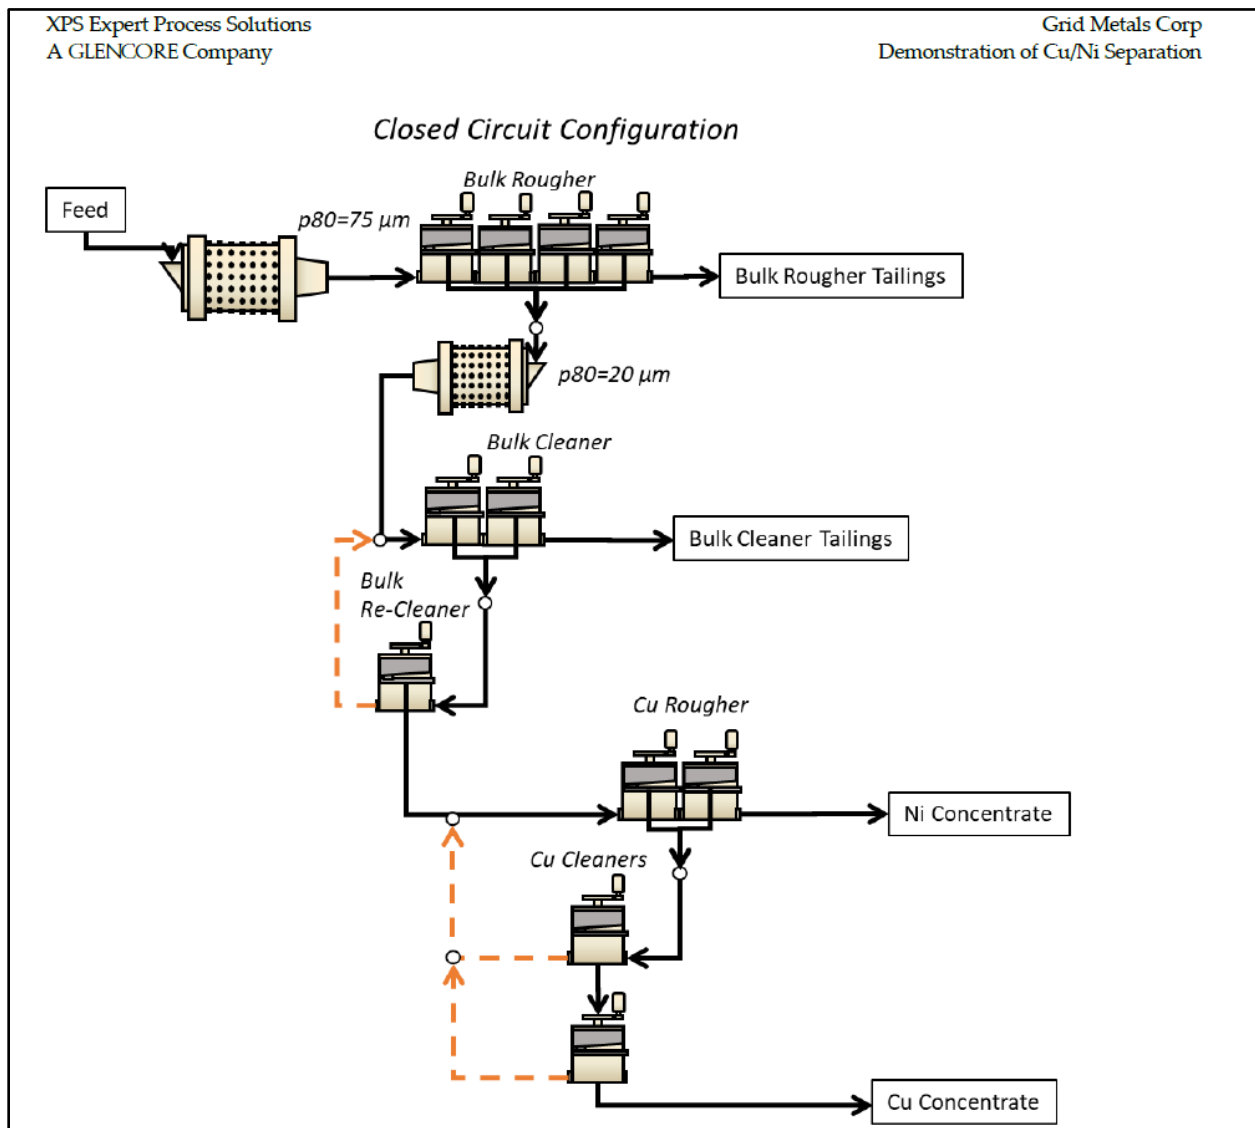 XPS Expert Process Solutions
A GLENCORE Company
Grid Metals Corp
Demonstration of Cu/Ni Separation
Closed Circuit Configuration
Bulk Rougher
Feed
p80=75 µm
Bulk Rougher Tailings
p80=20 µm
Bulk Cleaner
Bulk Cleaner Tailings
Bulk
Re-Cleaner
Cu Rougher
Ni Concentrate
Cu Cleaners
Cu Concentrate